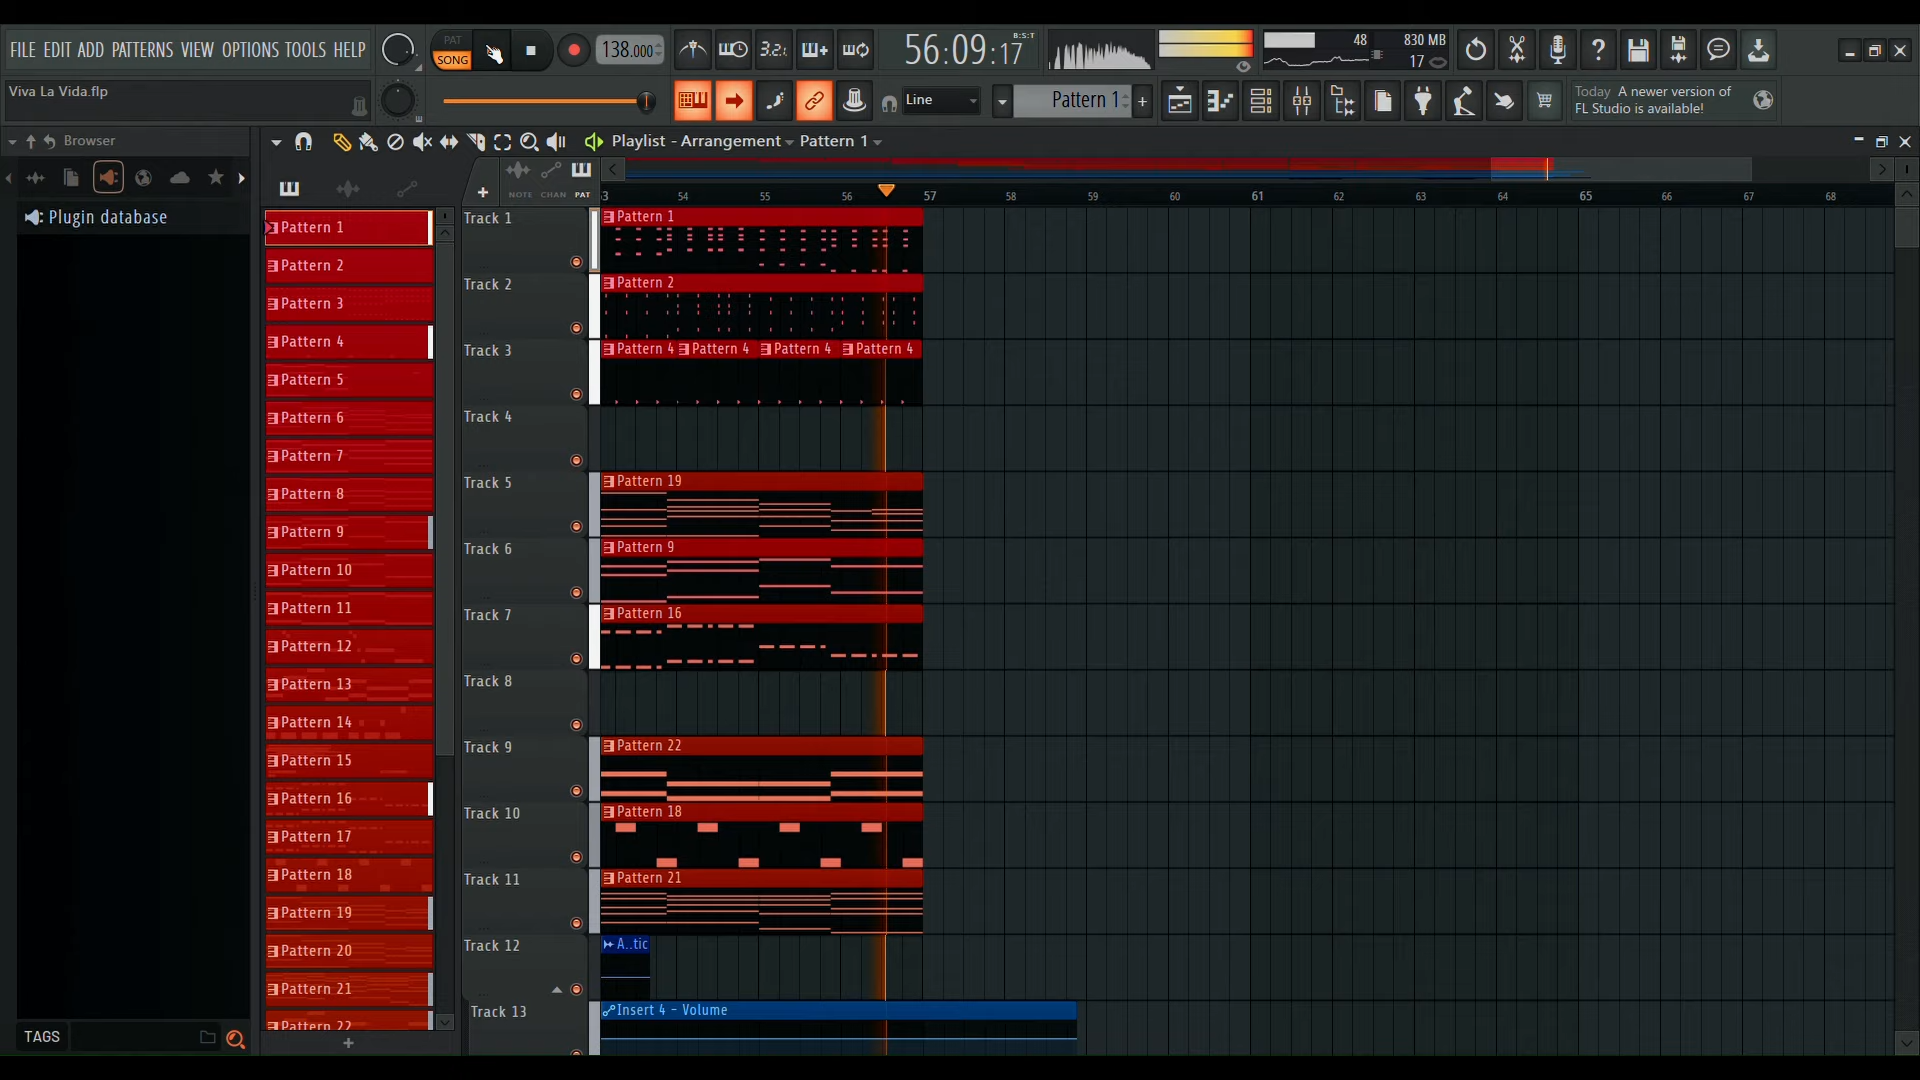 FILE EDIT ADD PATTERNS VIEW OPTIONS TOOLS HELP
PAT
SONG
138.000
3.2.1
56:09:17
B:S:T
48
830 MB
17
Viva La Vida.flp
Line
Pattern 1
Today A newer version of
FL Studio is available!
Browser
Playlist - Arrangement Pattern 1
Plugin database
NOTE CHAN PAT
53 54 55 56 57 58 59 60 61 62 63 64 65 66 67 68
Pattern 1
Pattern 2
Pattern 3
Pattern 4
Pattern 5
Pattern 6
Pattern 7
Pattern 8
Pattern 9
Pattern 10
Pattern 11
Pattern 12
Pattern 13
Pattern 14
Pattern 15
Pattern 16
Pattern 17
Pattern 18
Pattern 19
Pattern 20
Pattern 21
Pattern 22
Track 1
Pattern 1
Track 2
Pattern 2
Track 3
Pattern 4 Pattern 4 Pattern 4 Pattern 4
Track 4
Track 5
Pattern 19
Track 6
Pattern 9
Track 7
Pattern 16
Track 8
Track 9
Pattern 22
Track 10
Pattern 18
Track 11
Pattern 21
Track 12
A..tic
Track 13
Insert 4 - Volume
TAGS